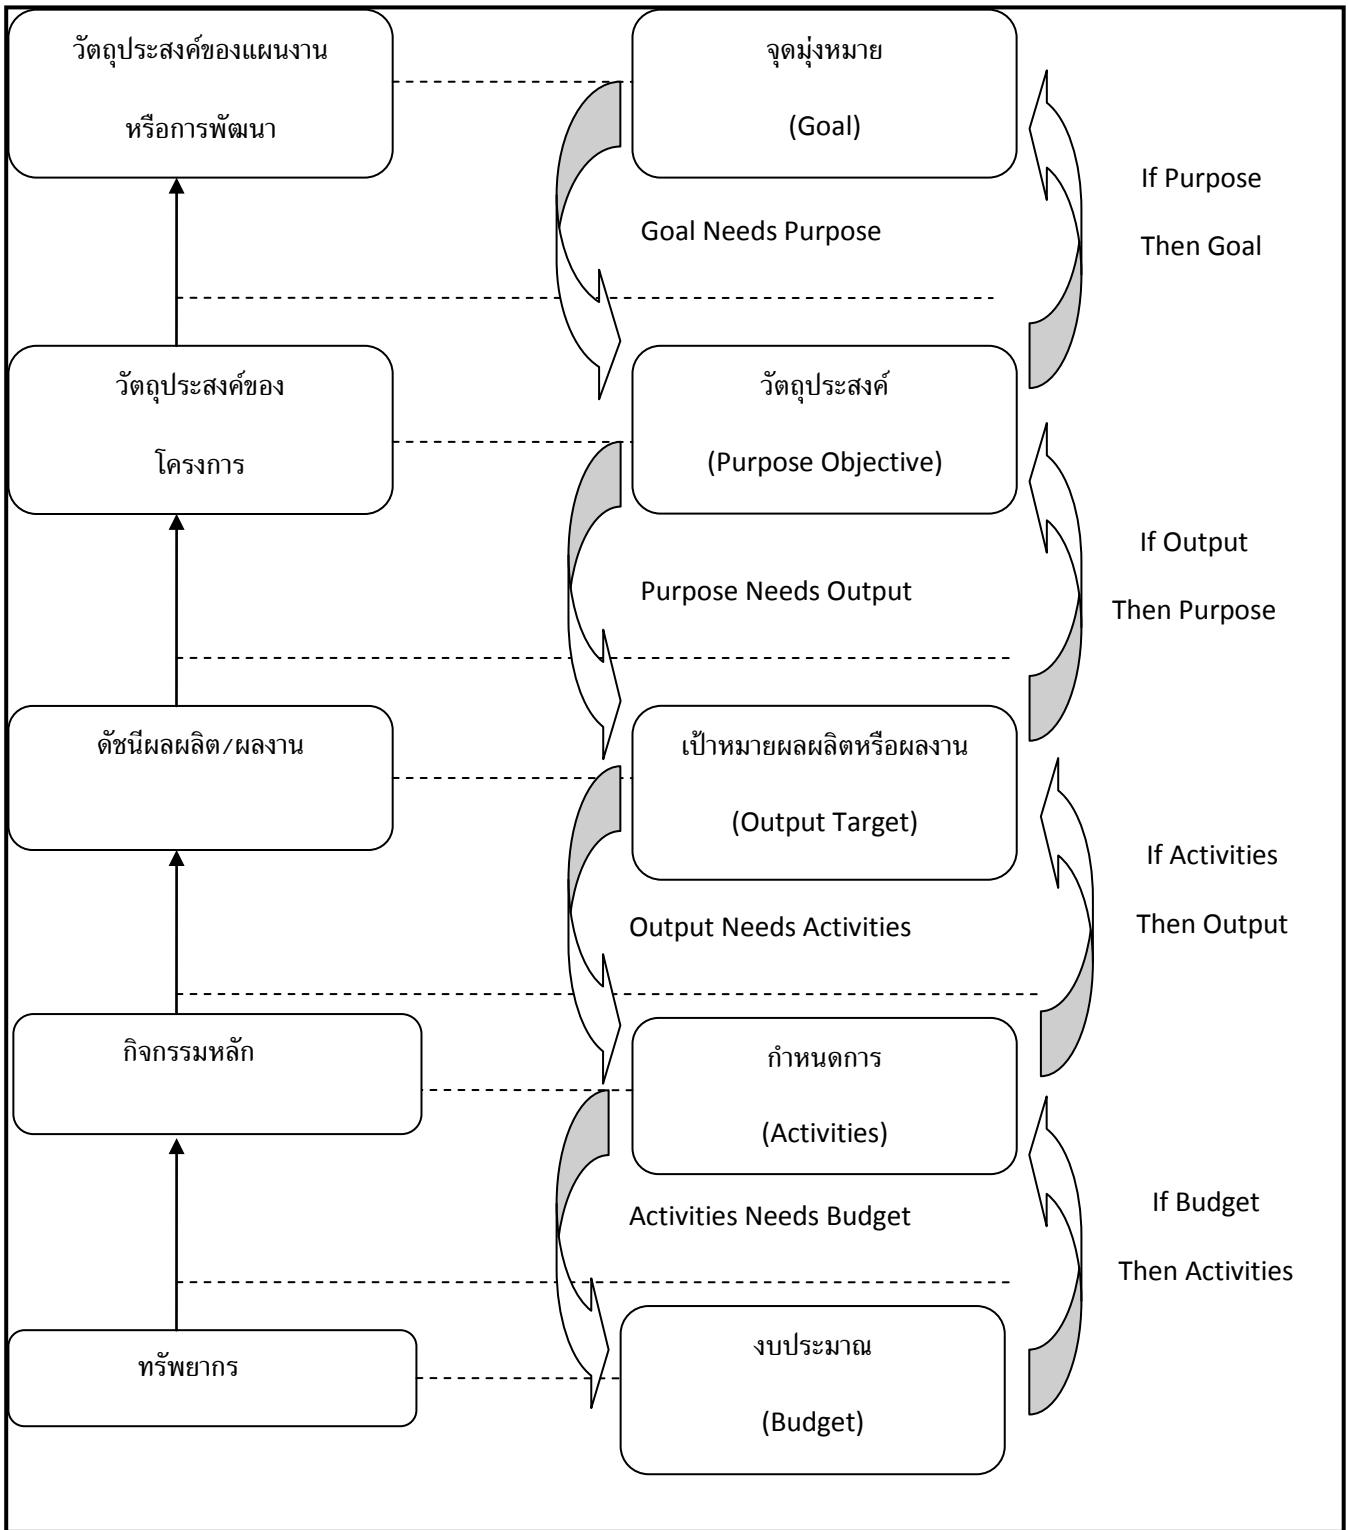 วัตถุประสงค์ของแผนงาน
หรือการพัฒนา
จุดมุ่งหมาย
(Goal)
If Purpose
Then Goal
Goal Needs Purpose
วัตถุประสงค์ของ
โครงการ
วัตถุประสงค์
(Purpose Objective)
If Output
Then Purpose
Purpose Needs Output
ดัชนีผลผลิต/ผลงาน
เป้าหมายผลผลิตหรือผลงาน
(Output Target)
If Activities
Then Output
Output Needs Activities
กิจกรรมหลัก
กำหนดการ
(Activities)
If Budget
Then Activities
Activities Needs Budget
ทรัพยากร
งบประมาณ
(Budget)